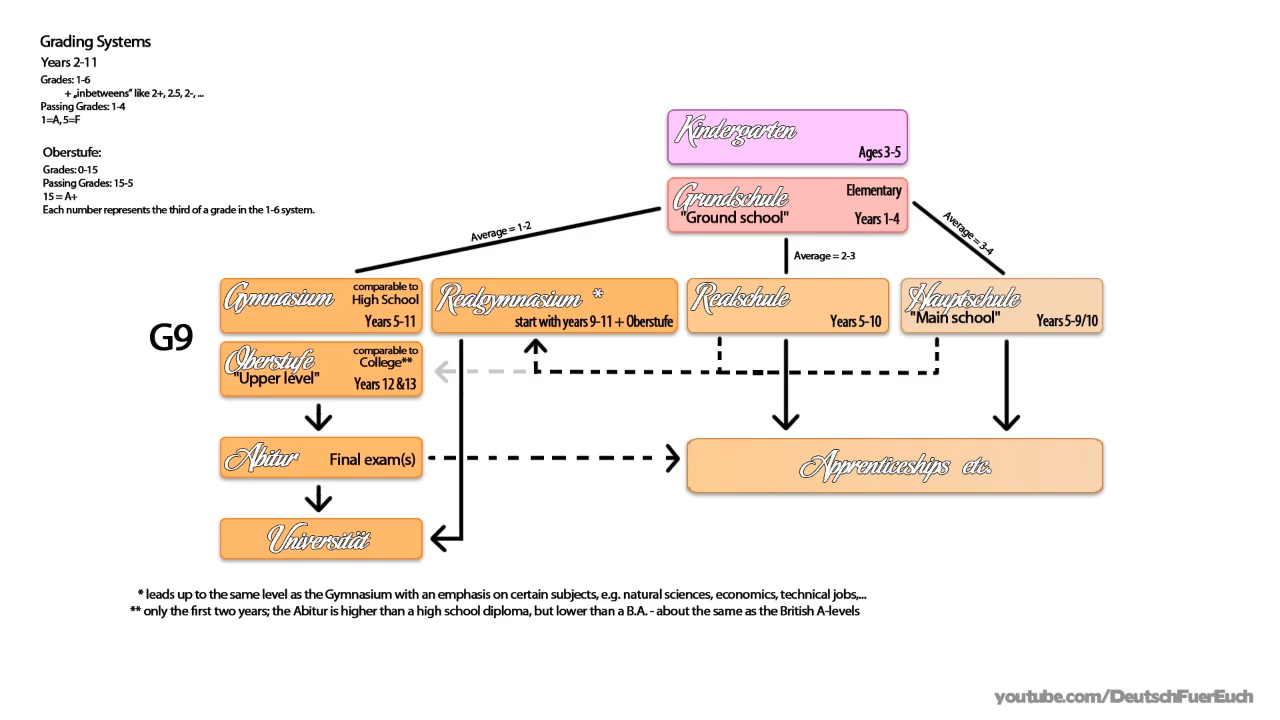 Grading Systems
Years 2-11
Grades: 1-6
+ „inbetweens" like 2+, 2.5, 2-, ...
Passing Grades: 1-4
1=A, 5=F
Oberstufe:
Grades: 0-15
Passing Grades: 15-5
15 = A+
Each number represents the third of a grade in the 1-6 system.
Kindergarten
Ages 3-5
Grundschule
Elementary
"Ground school"
Years 1-4
Average = 1-2
Average = 2-3
Average = 3-4
G9
Gymnasium
comparable to
High School
Years 5-11
Realgymnasium *
start with years 9-11 + Oberstufe
Realschule
Years 5-10
Hauptschule
"Main school"
Years 5-9/10
Oberstufe
"Upper level"
comparable to
College**
Years 12 &13
Abitur
Final exam(s)
Apprenticeships etc.
Universität
* leads up to the same level as the Gymnasium with an emphasis on certain subjects, e.g. natural sciences, economics, technical jobs,...
** only the first two years; the Abitur is higher than a high school diploma, but lower than a B.A. - about the same as the British A-levels
youtube.com/DeutschFuerEuch